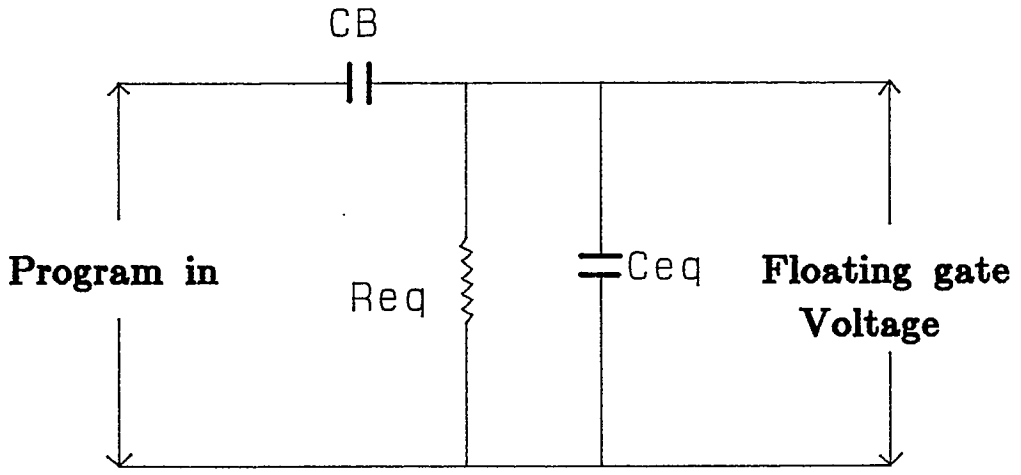 CB
Program in
Req
Ceq
Floating gate
Voltage